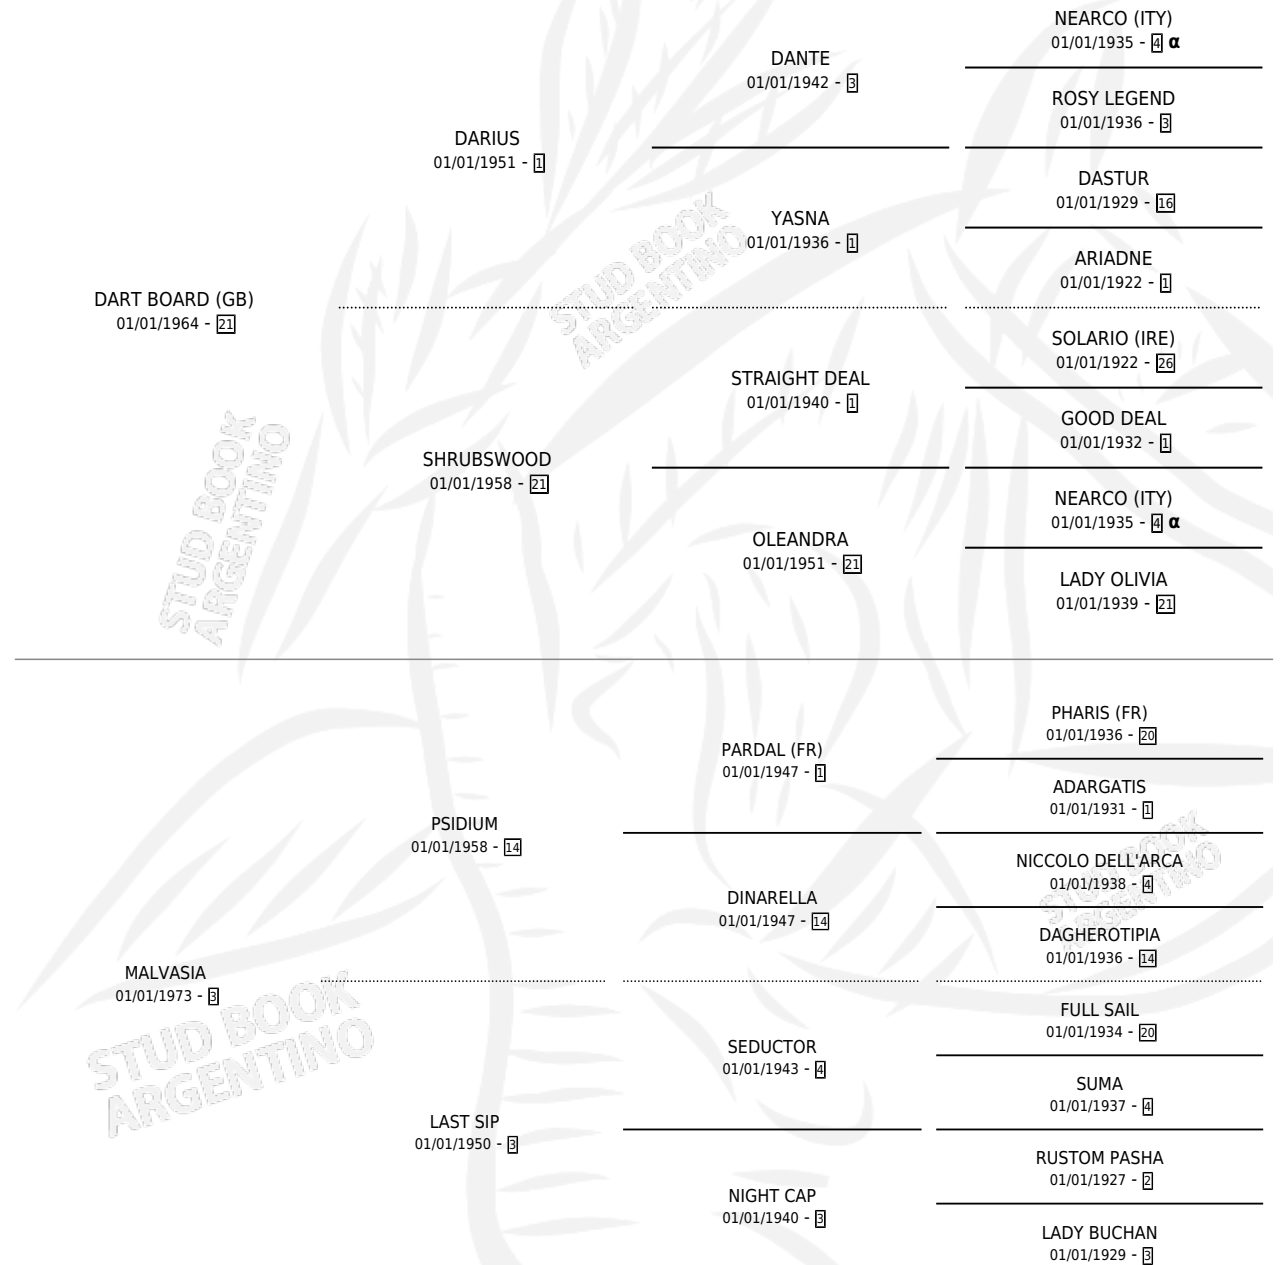 NEARCO (ITY)
01/01/1935 - 4 α
DANTE
01/01/1942 - 3
ROSY LEGEND
01/01/1936 - 3
DARIUS
01/01/1951 - 1
DASTUR
01/01/1929 - 16
YASNA
01/01/1936 - 1
ARIADNE
01/01/1922 - 1
DART BOARD (GB)
01/01/1964 - 21
STUD BOOK
ARGENTINO
SOLARIO (IRE)
01/01/1922 - 26
STRAIGHT DEAL
01/01/1940 - 1
GOOD DEAL
01/01/1932 - 1
SHRUBSWOOD
01/01/1958 - 21
NEARCO (ITY)
01/01/1935 - 4 α
OLEANDRA
01/01/1951 - 21
LADY OLIVIA
01/01/1939 - 21
STUD BOOK
ARGENTINO
PHARIS (FR)
01/01/1936 - 20
PARDAL (FR)
01/01/1947 - 1
ADARGATIS
01/01/1931 - 1
PSIDIUM
01/01/1958 - 14
NICCOLO DELL'ARCA
01/01/1938 - 4
STUD BOOK
ARGENTINO
DINARELLA
01/01/1947 - 14
DAGHEROTIPIA
01/01/1936 - 14
MALVASIA
01/01/1973 - 3
STUD BOOK
ARGENTINO
FULL SAIL
01/01/1934 - 20
SEDUCTOR
01/01/1943 - 4
SUMA
01/01/1937 - 4
LAST SIP
01/01/1950 - 3
RUSTOM PASHA
01/01/1927 - 2
NIGHT CAP
01/01/1940 - 3
LADY BUCHAN
01/01/1929 - 3